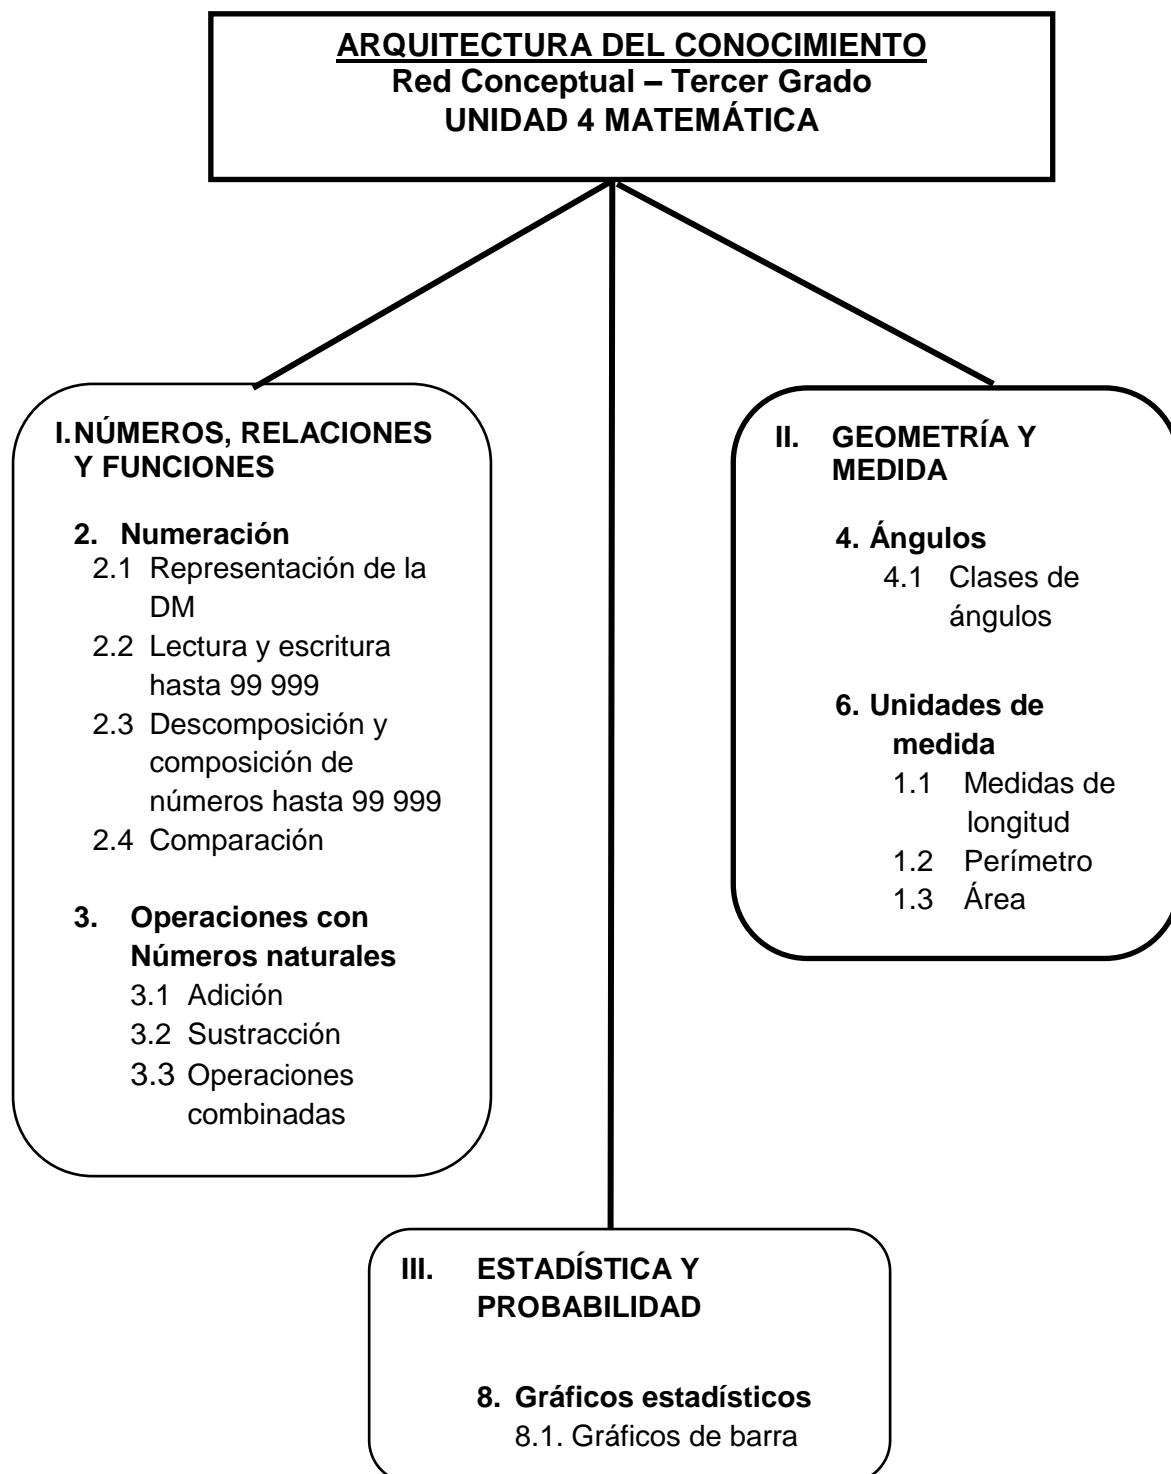 ARQUITECTURA DEL CONOCIMIENTO
Red Conceptual – Tercer Grado
UNIDAD 4 MATEMÁTICA
I. NÚMEROS, RELACIONES
Y FUNCIONES
2. Numeración
2.1 Representación de la
DM
2.2 Lectura y escritura
hasta 99 999
2.3 Descomposición y
composición de
números hasta 99 999
2.4 Comparación
3. Operaciones con
Números naturales
3.1 Adición
3.2 Sustracción
3.3 Operaciones
combinadas
II. GEOMETRÍA Y
MEDIDA
4. Ángulos
4.1 Clases de
ángulos
6. Unidades de
medida
1.1 Medidas de
longitud
1.2 Perímetro
1.3 Área
III. ESTADÍSTICA Y
PROBABILIDAD
8. Gráficos estadísticos
8.1. Gráficos de barra